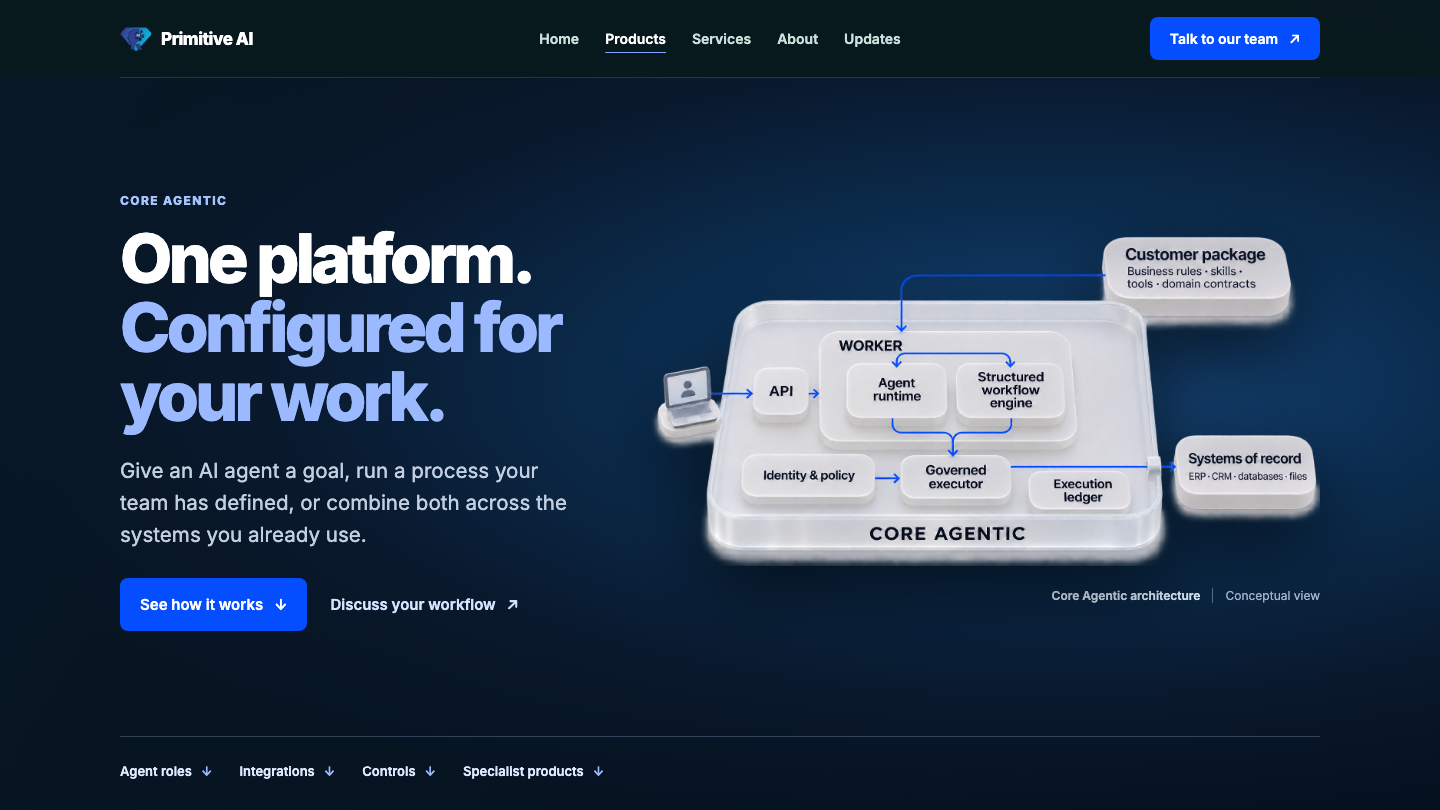 Primitive AI
Home
Products
Services
About
Updates
Talk to our team
CORE AGENTIC
One platform.
Configured for
your work.
Give an AI agent a goal, run a process your
team has defined, or combine both across the
systems you already use.
See how it works
Discuss your workflow
Customer package
Business rules · skills ·
tools · domain contracts
WORKER
API
Agent
runtime
Structured
workflow
engine
Identity & policy
Governed
executor
Execution
ledger
Systems of record
ERP · CRM · databases · files
CORE AGENTIC
Core Agentic architecture
Conceptual view
Agent roles
Integrations
Controls
Specialist products